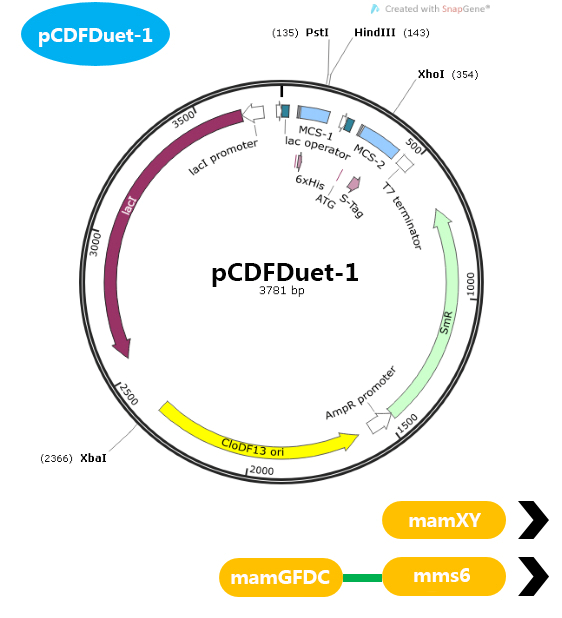 Created with SnapGene®
pCDFDuet-1
(135) PstI
HindIII (143)
XhoI (354)
3500
500
MCS-1
lac operator
MCS-2
lacI promoter
lacI
6xHis
ATG
S-Tag
T7 terminator
3000
pCDFDuet-1
3781 bp
1000
SmR
AmpR promoter
2500
1500
CloDF13 ori
2000
(2366) XbaI
mamXY
mamGFDC
mms6